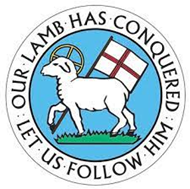 OUR · LAMB · HAS · CONQUERED :
LET · US · FOLLOW · HIM :